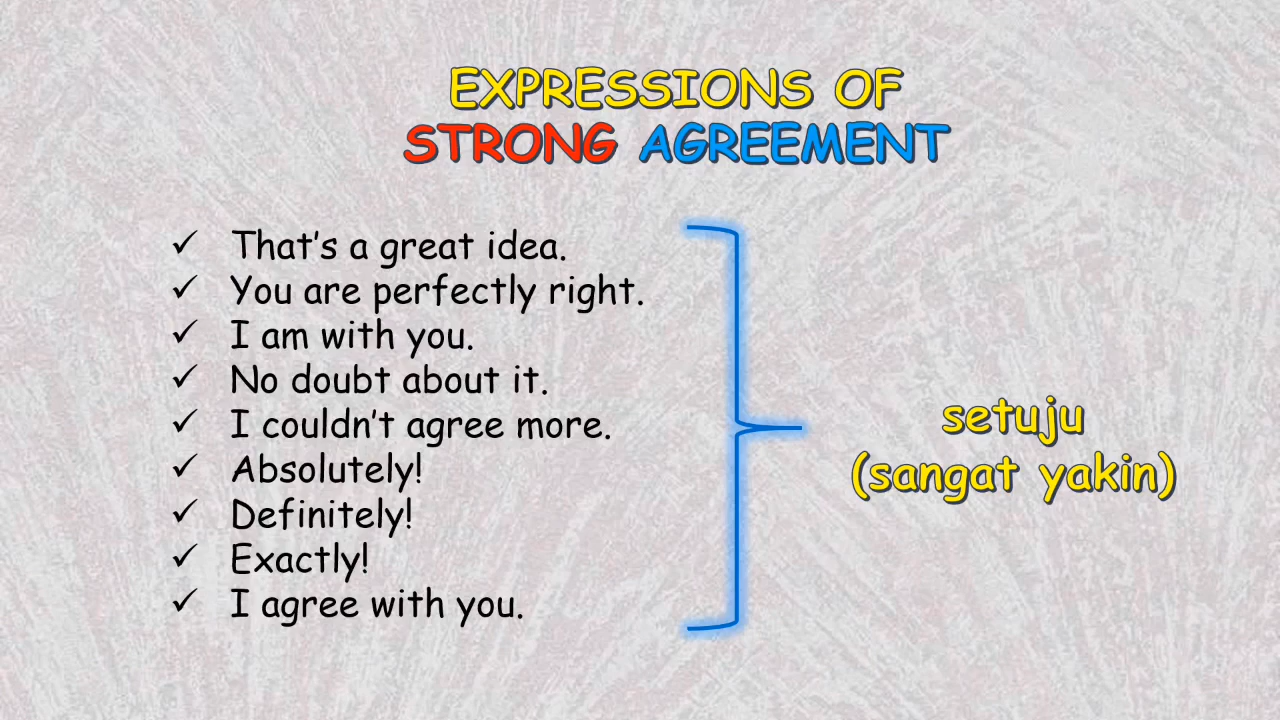 EXPRESSIONS OF
STRONG AGREEMENT
✓ That’s a great idea.
✓ You are perfectly right.
✓ I am with you.
✓ No doubt about it.
✓ I couldn’t agree more.
✓ Absolutely!
✓ Definitely!
✓ Exactly!
✓ I agree with you.
setuju
(sangat yakin)